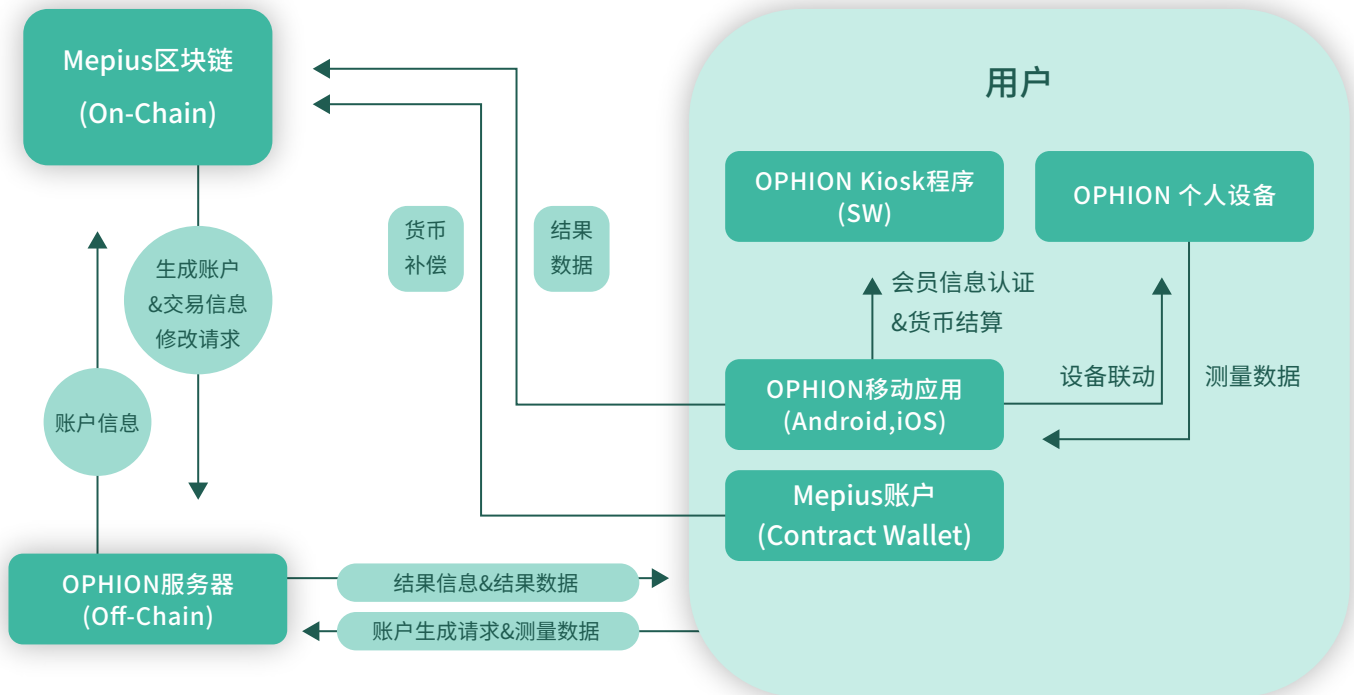 Mepius区块链
(On-Chain)
生成账户
&交易信息
修改请求
账户信息
OPHION服务器
(Off-Chain)
货币
补偿
结果
数据
结果信息&结果数据
账户生成请求&测量数据
用户
OPHION Kiosk程序
(SW)
OPHION 个人设备
会员信息认证
&货币结算
设备联动
测量数据
OPHION移动应用
(Android,iOS)
Mepius账户
(Contract Wallet)